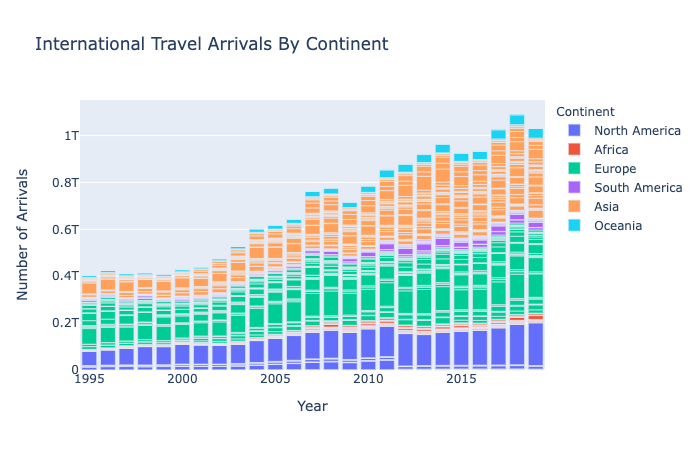 International Travel Arrivals By Continent
Continent
North America
Africa
Europe
South America
Asia
Oceania
Number of Arrivals
1T
0.8T
0.6T
0.4T
0.2T
0
1995
2000
2005
2010
2015
Year